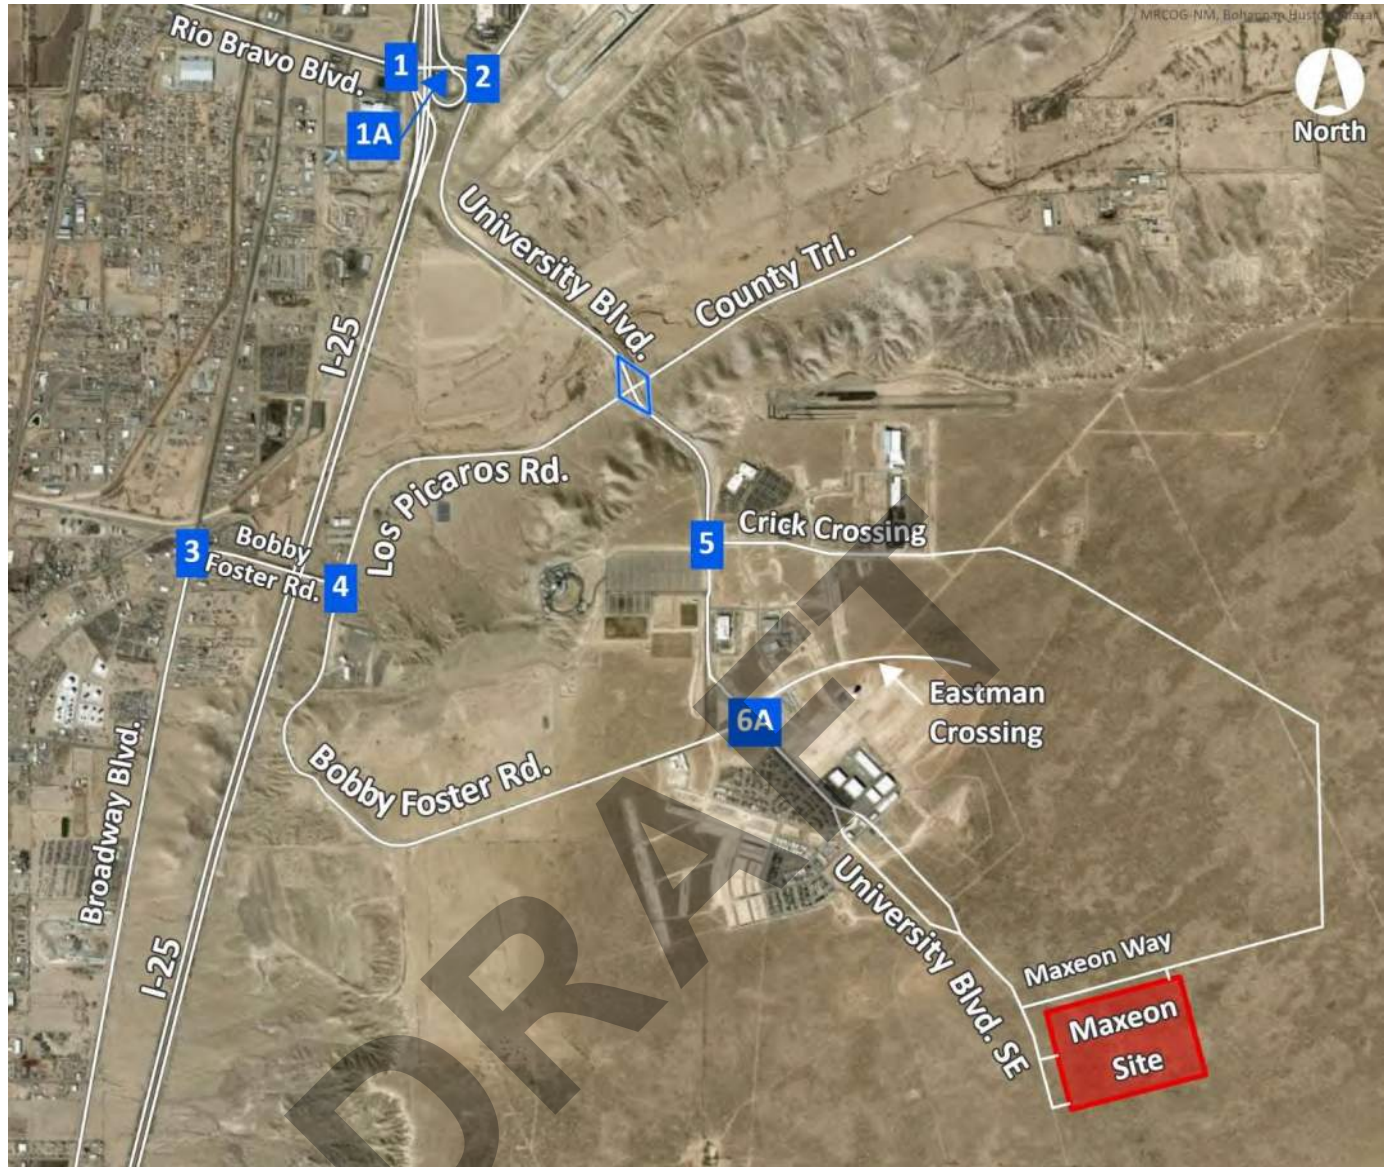 MRCOG-NM, Bohannan Huston, Maxar
Rio Bravo Blvd.
1
2
1A
North
University Blvd.
County Trl.
I-25
Los Picaros Rd.
Crick Crossing
5
3
Bobby
Foster Rd.
4
Eastman
Crossing
6A
Bobby Foster Rd.
Broadway Blvd.
University Blvd. SE
I-25
Maxeon Way
Maxeon
Site
DRAFT